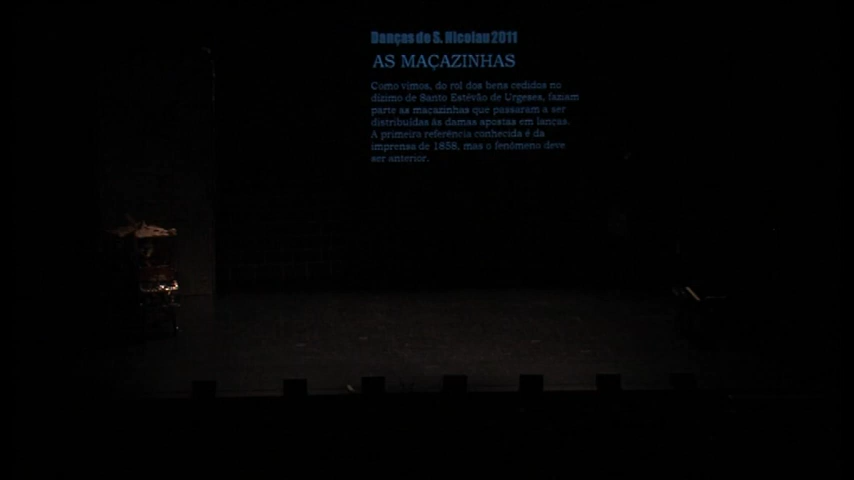 Danças de S. Nicolau 2011
AS MAÇAZINHAS
Como vimos, do rol dos bens cedidos no
dízimo de Santo Estêvão de Urgeses, faziam
parte as maçazinhas que passaram a ser
distribuídas às damas apostas em lanças.
A primeira referência conhecida é da
imprensa de 1858, mas o fenómeno deve
ser anterior.